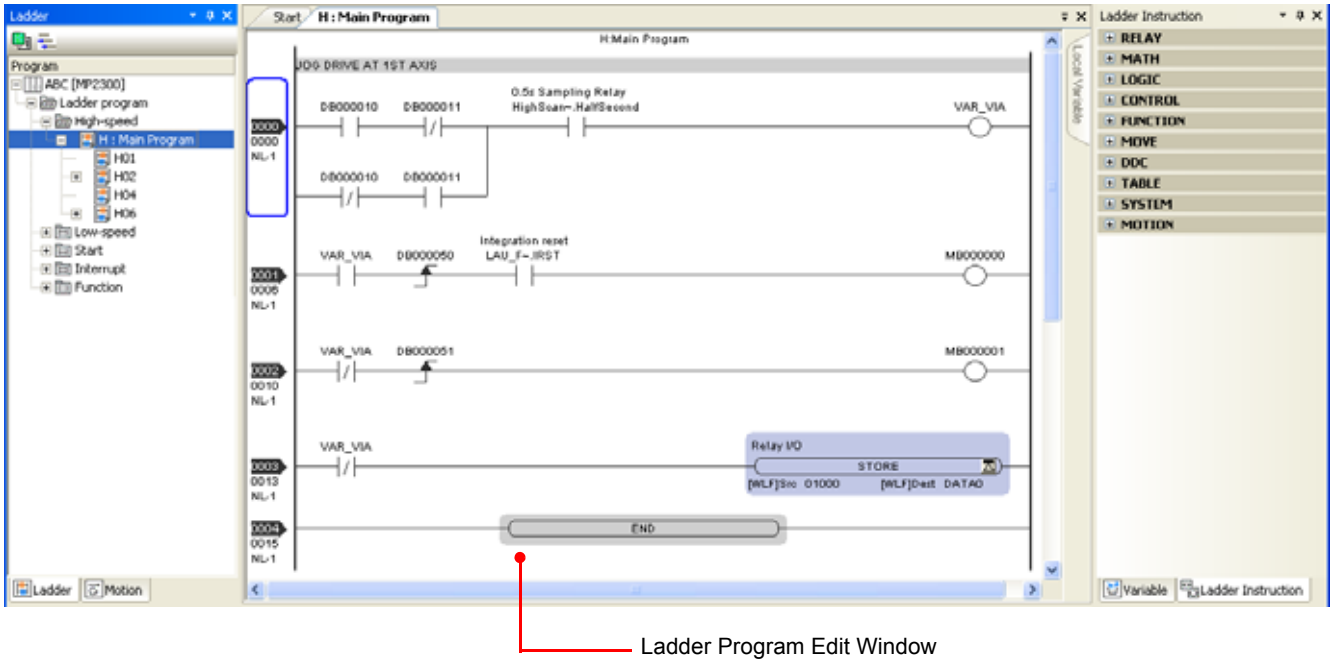 Ladder
Start
H : Main Program
Ladder Instruction
Program
ABC [MP2300]
Ladder program
High-speed
H : Main Program
H01
H02
H04
H06
Low-speed
Start
Interrupt
Function
Ladder
Motion
H:Main Program
JOG DRIVE AT 1ST AXIS
0.5s Sampling Relay
DB000010 DB000011 HighScan~.HalfSecond VAR_VIA
0000
0000
NL-1
DB000010 DB000011
Integration reset
VAR_VIA DB000050 LAU_F~.IRST MB000000
0001
0006
NL-1
VAR_VIA DB000051 MB000001
0002
0010
NL-1
VAR_VIA Relay I/O
0003 STORE
0013 [WLF]Src 01000 [WLF]Dest DATA0
NL-1
0004 END
0015
NL-1
Local Variable
RELAY
MATH
LOGIC
CONTROL
FUNCTION
MOVE
DDC
TABLE
SYSTEM
MOTION
Variable
Ladder Instruction
Ladder Program Edit Window